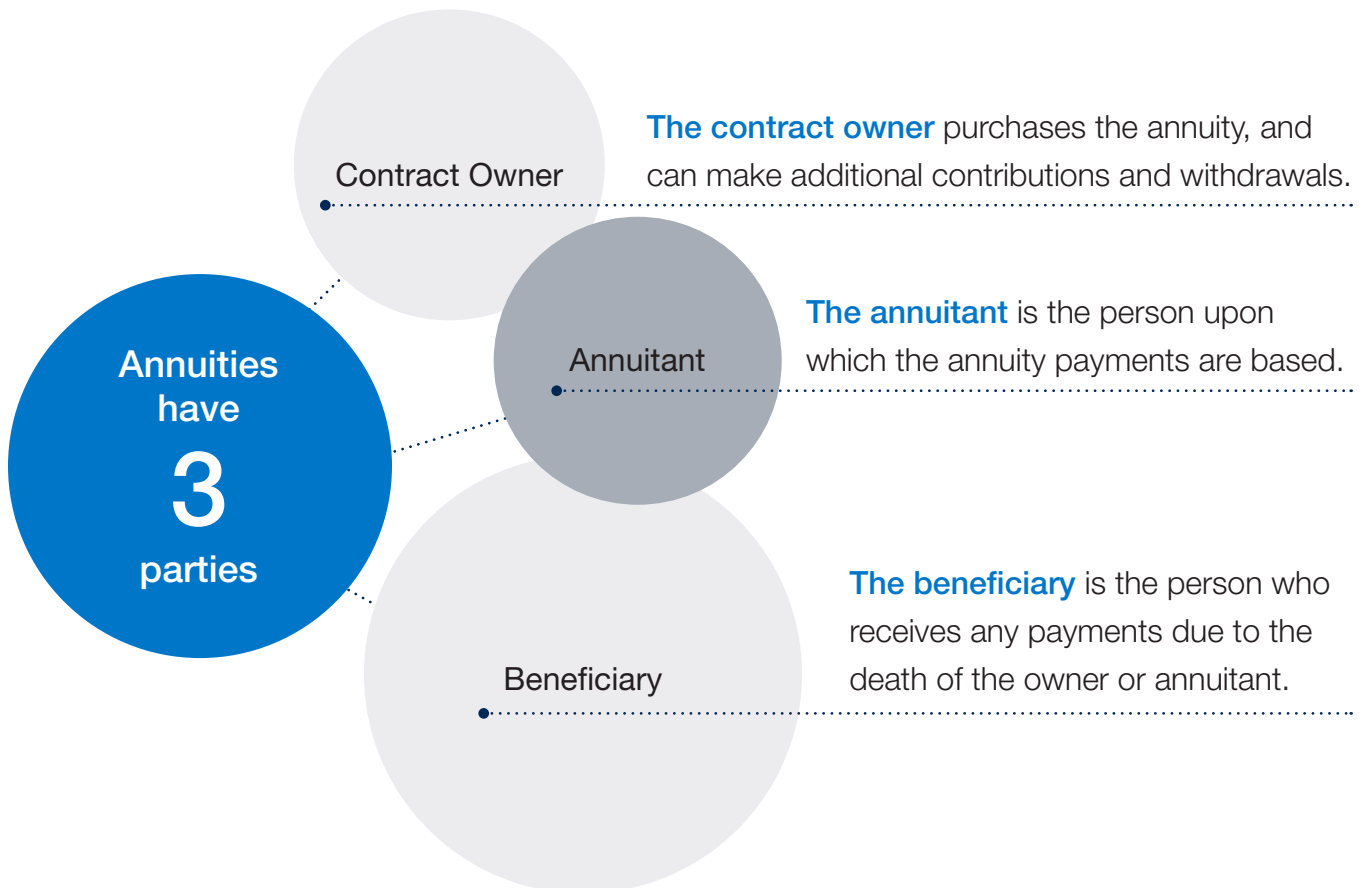 Annuities
have
3
parties
Contract Owner
The contract owner purchases the annuity, and
can make additional contributions and withdrawals.
Annuitant
The annuitant is the person upon
which the annuity payments are based.
Beneficiary
The beneficiary is the person who
receives any payments due to the
death of the owner or annuitant.